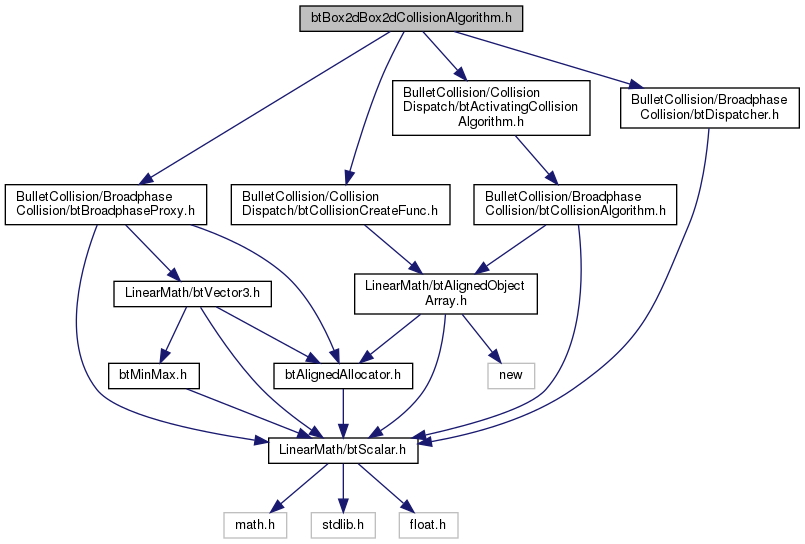 btBox2dBox2dCollisionAlgorithm.h
BulletCollision/Collision
Dispatch/btActivatingCollision
Algorithm.h
BulletCollision/Broadphase
Collision/btDispatcher.h
BulletCollision/Broadphase
Collision/btBroadphaseProxy.h
BulletCollision/Collision
Dispatch/btCollisionCreateFunc.h
BulletCollision/Broadphase
Collision/btCollisionAlgorithm.h
LinearMath/btVector3.h
LinearMath/btAlignedObject
Array.h
btMinMax.h
btAlignedAllocator.h
new
LinearMath/btScalar.h
math.h
stdlib.h
float.h